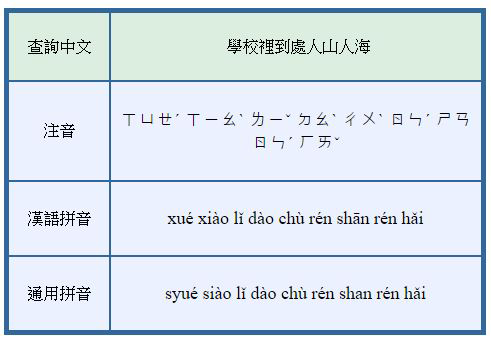 查詢中文 學校裡到處人山人海
注音 ㄒㄩㄝˊ ㄒㄧㄠˋ ㄌㄧˇ ㄉㄠˋ ㄔㄨˋ ㄖㄣˊ ㄕㄢ
ㄖㄣˊ ㄏㄞˇ
漢語拼音 xué xiào lǐ dào chù rén shān rén hǎi
通用拼音 syué siào lǐ dào chù rén shan rén hǎi